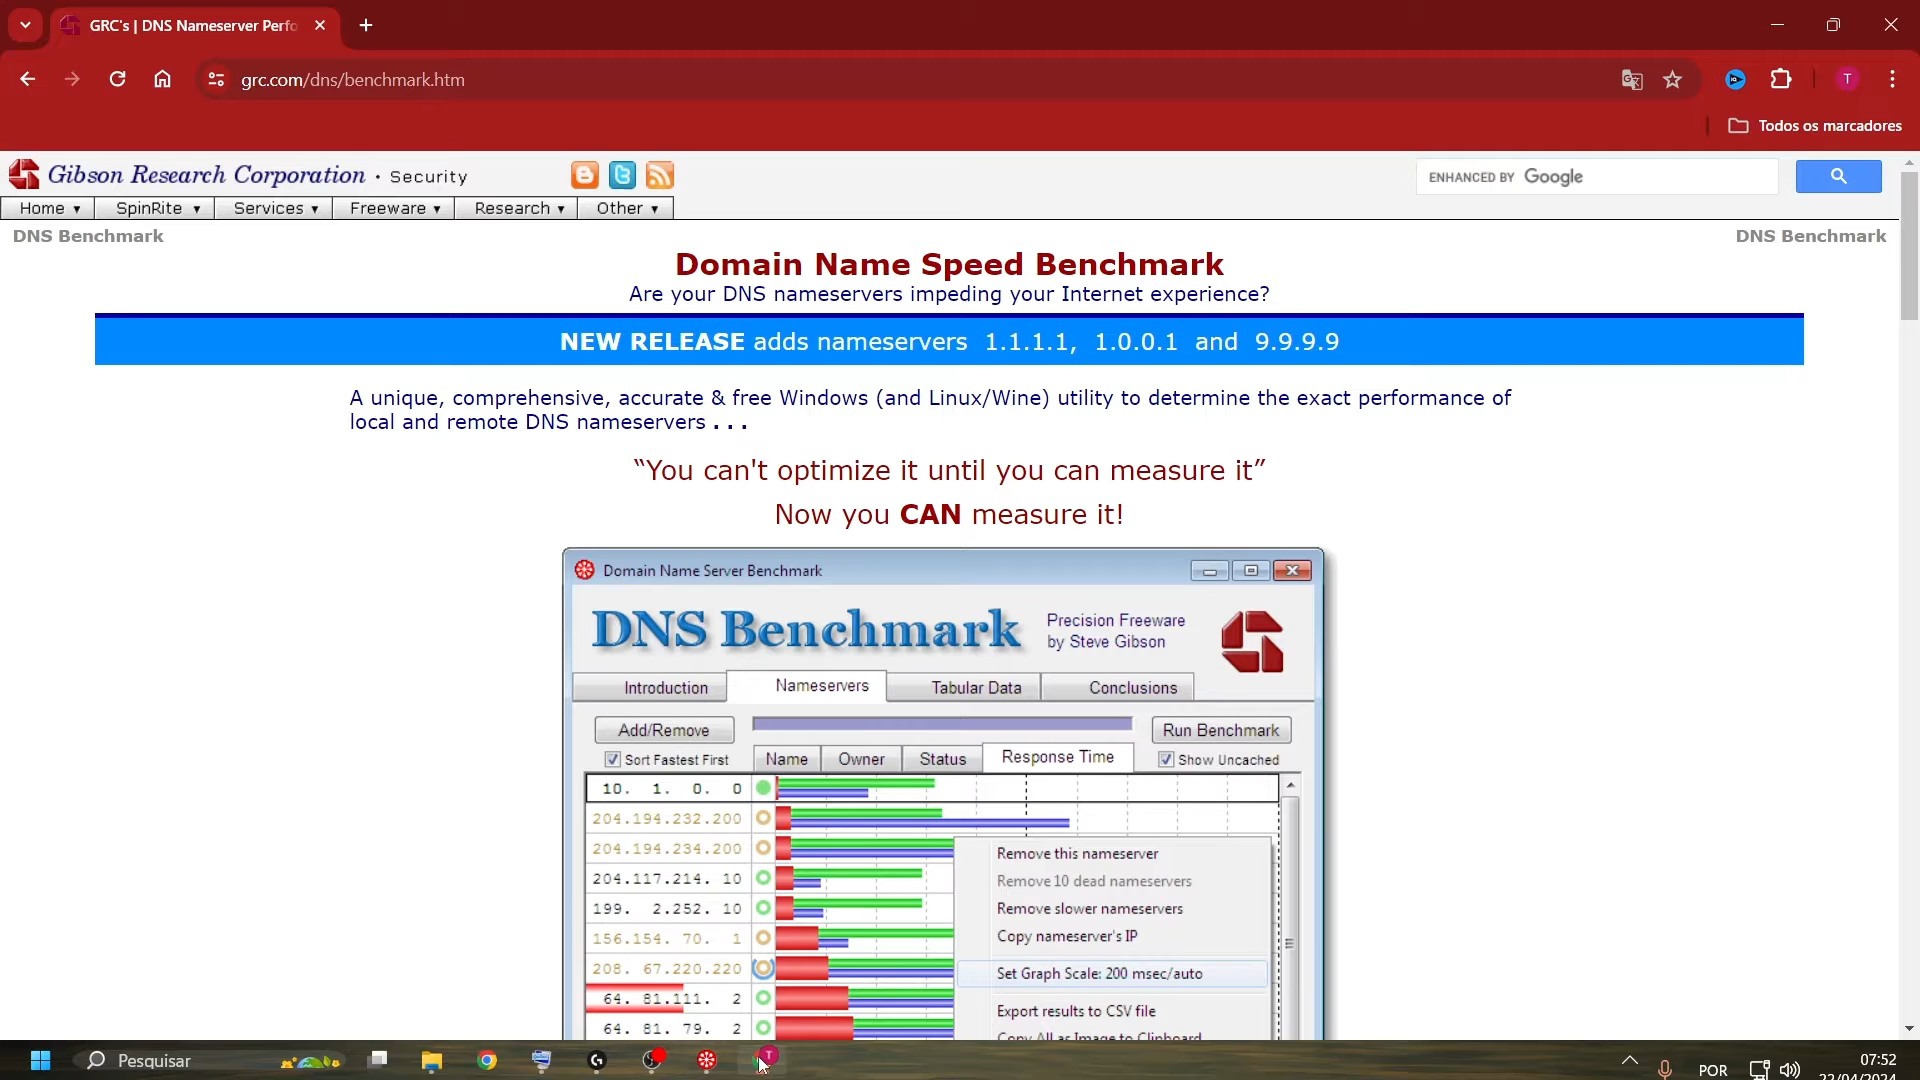 GRC's | DNS Nameserver Perfo
grc.com/dns/benchmark.htm
T
Todos os marcadores
Gibson Research Corporation · Security
ENHANCED BY Google
Home ▾ SpinRite ▾ Services ▾ Freeware ▾ Research ▾ Other ▾
DNS Benchmark DNS Benchmark
Domain Name Speed Benchmark
Are your DNS nameservers impeding your Internet experience?
NEW RELEASE adds nameservers 1.1.1.1, 1.0.0.1 and 9.9.9.9
A unique, comprehensive, accurate & free Windows (and Linux/Wine) utility to determine the exact performance of
local and remote DNS nameservers . . .
“You can't optimize it until you can measure it”
Now you CAN measure it!
Domain Name Server Benchmark
DNS Benchmark
Precision Freeware
by Steve Gibson
Introduction Nameservers Tabular Data Conclusions
Add/Remove Run Benchmark
Sort Fastest First Name Owner Status Response Time Show Uncached
10. 1. 0. 0
204.194.232.200
204.194.234.200
Remove this nameserver
204.117.214. 10
Remove 10 dead nameservers
199. 2.252. 10
Remove slower nameservers
156.154. 70. 1
Copy nameserver's IP
208. 67.220.220
Set Graph Scale: 200 msec/auto
64. 81.111. 2
Export results to CSV file
64. 81. 79. 2
Copy All as Image to Clipboard
Pesquisar
T
POR
07:52
22/04/2024